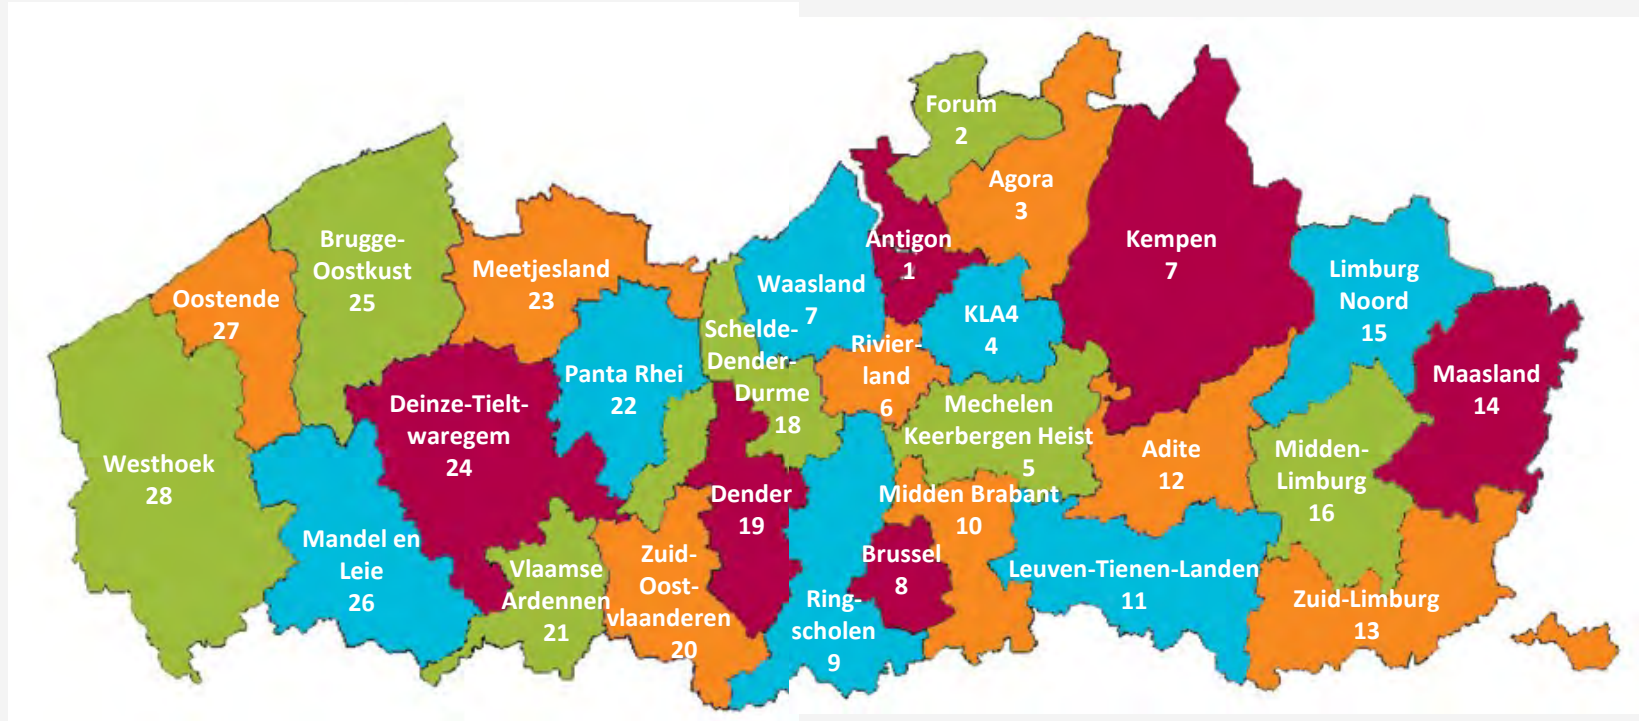 Forum
2
Agora
3
Antigon
1
Kempen
7
Limburg
Noord
15
Maasland
14
Brugge-
Oostkust
25
Meetjesland
23
Oostende
27
Waasland
7
KLA4
4
Schelde-
Dender-
Durme
18
Rivier-
land
6
Panta Rhei
22
Deinze-Tielt-
waregem
24
Mechelen
Keerbergen Heist
5
Adite
12
Midden-
Limburg
16
Westhoek
28
Dender
19
Midden Brabant
10
Mandel en
Leie
26
Vlaamse
Ardennen
21
Zuid-
Oost-
vlaanderen
20
Brussel
8
Ring-
scholen
9
Leuven-Tienen-Landen
11
Zuid-Limburg
13